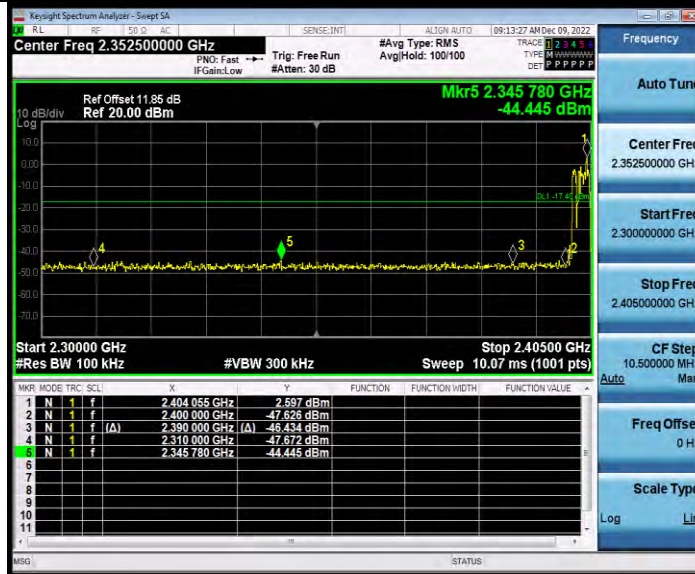 Keysight Spectrum Analyzer - Swept SA
RL RF 50 Ω AC SENSE:INT ALIGN AUTO 09:13:27 AM Dec 09, 2022
Center Freq 2.352500000 GHz
PNO: Fast
IFGain:Low
Trig: Free Run
#Atten: 30 dB
#Avg Type: RMS
Avg|Hold: 100/100
TRACE 1 2 3 4 5 6
TYPE M WWWWW
DET P P P P P P
Mkr5 2.345 780 GHz
-44.445 dBm
Ref Offset 11.85 dB
10 dB/div Ref 20.00 dBm
Log
10.0
0.00
-10.0
-20.0
-30.0
-40.0
-50.0
-60.0
-70.0
DL1 -17.40 dBm
1
2
3
4
5
Start 2.30000 GHz Stop 2.40500 GHz
#Res BW 100 kHz #VBW 300 kHz Sweep 10.07 ms (1001 pts)
MKR MODE TRC SCL X Y FUNCTION FUNCTION WIDTH FUNCTION VALUE
1 N 1 f 2.404 055 GHz 2.597 dBm
2 N 1 f 2.400 000 GHz -47.626 dBm
3 N 1 f (Δ) 2.390 000 GHz (Δ) -46.434 dBm
4 N 1 f 2.310 000 GHz -47.672 dBm
5 N 1 f 2.345 780 GHz -44.445 dBm
6
7
8
9
10
11
MSG STATUS
Frequency
Auto Tune
Center Freq
2.352500000 GHz
Start Freq
2.300000000 GHz
Stop Freq
2.405000000 GHz
CF Step
10.500000 MHz
Auto Man
Freq Offset
0 Hz
Scale Type
Log Lin